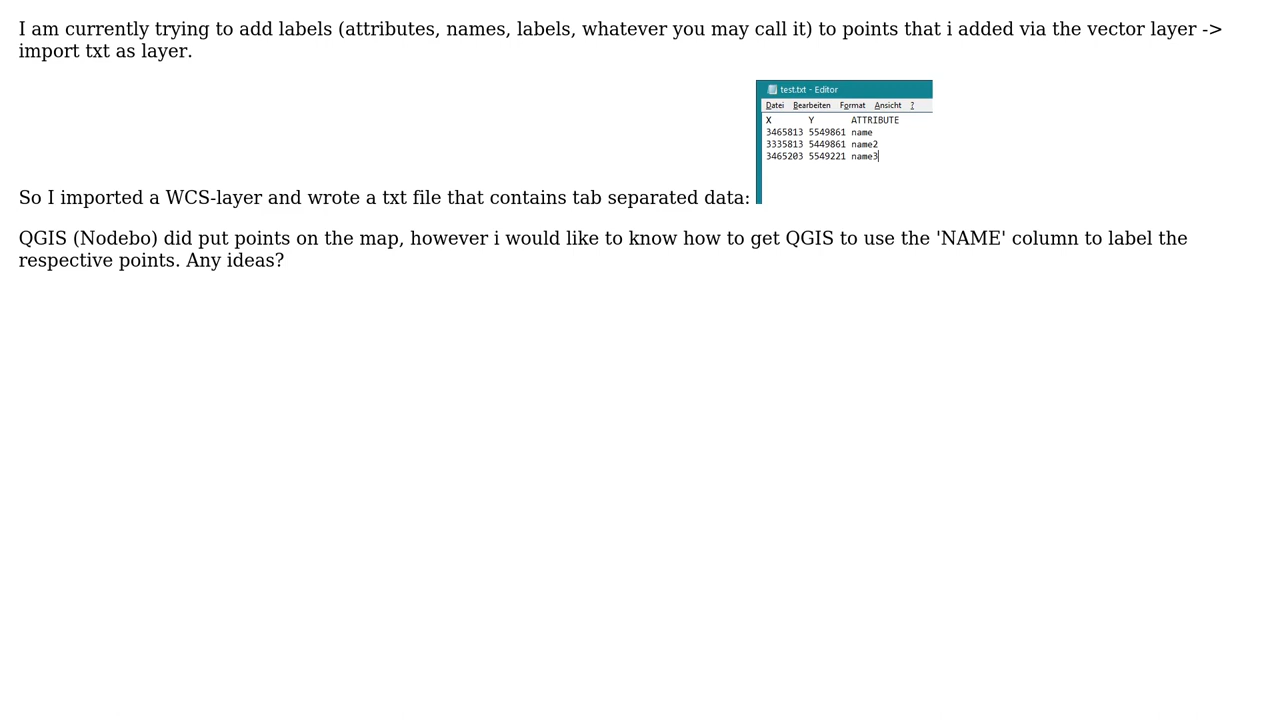 I am currently trying to add labels (attributes, names, labels, whatever you may call it) to points that i added via the vector layer ->
import txt as layer.
test.txt - Editor
Datei Bearbeiten Format Ansicht ?
X Y ATTRIBUTE
3465813 5549861 name
3335813 5449861 name2
3465203 5549221 name3
So I imported a WCS-layer and wrote a txt file that contains tab separated data:
QGIS (Nodebo) did put points on the map, however i would like to know how to get QGIS to use the 'NAME' column to label the
respective points. Any ideas?